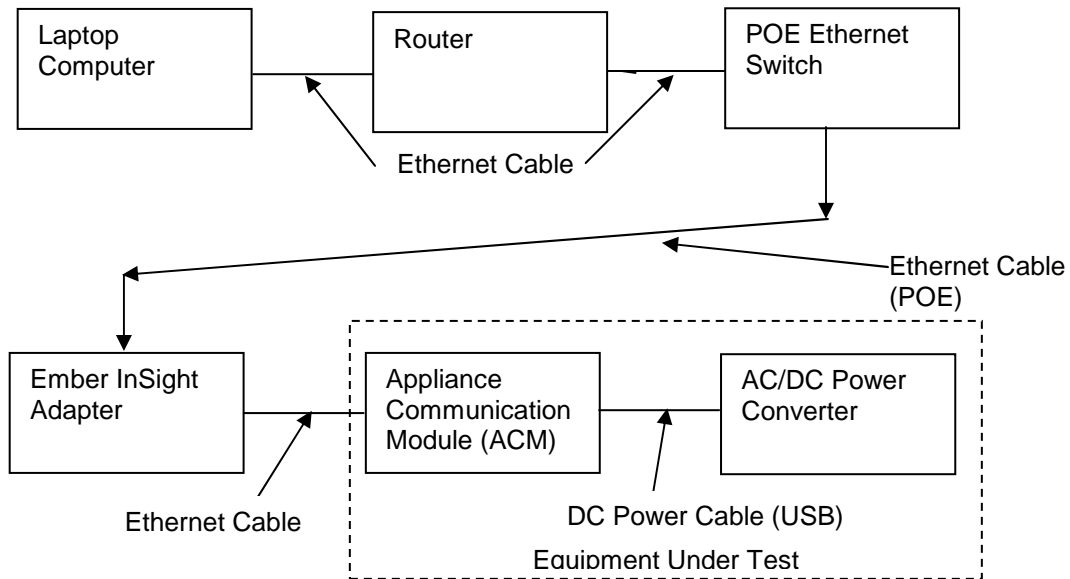 Laptop
Computer
Router
POE Ethernet
Switch
Ethernet Cable
Ethernet Cable
(POE)
Ember InSight
Adapter
Appliance
Communication
Module (ACM)
AC/DC Power
Converter
Ethernet Cable
DC Power Cable (USB)
Equipment Under Test